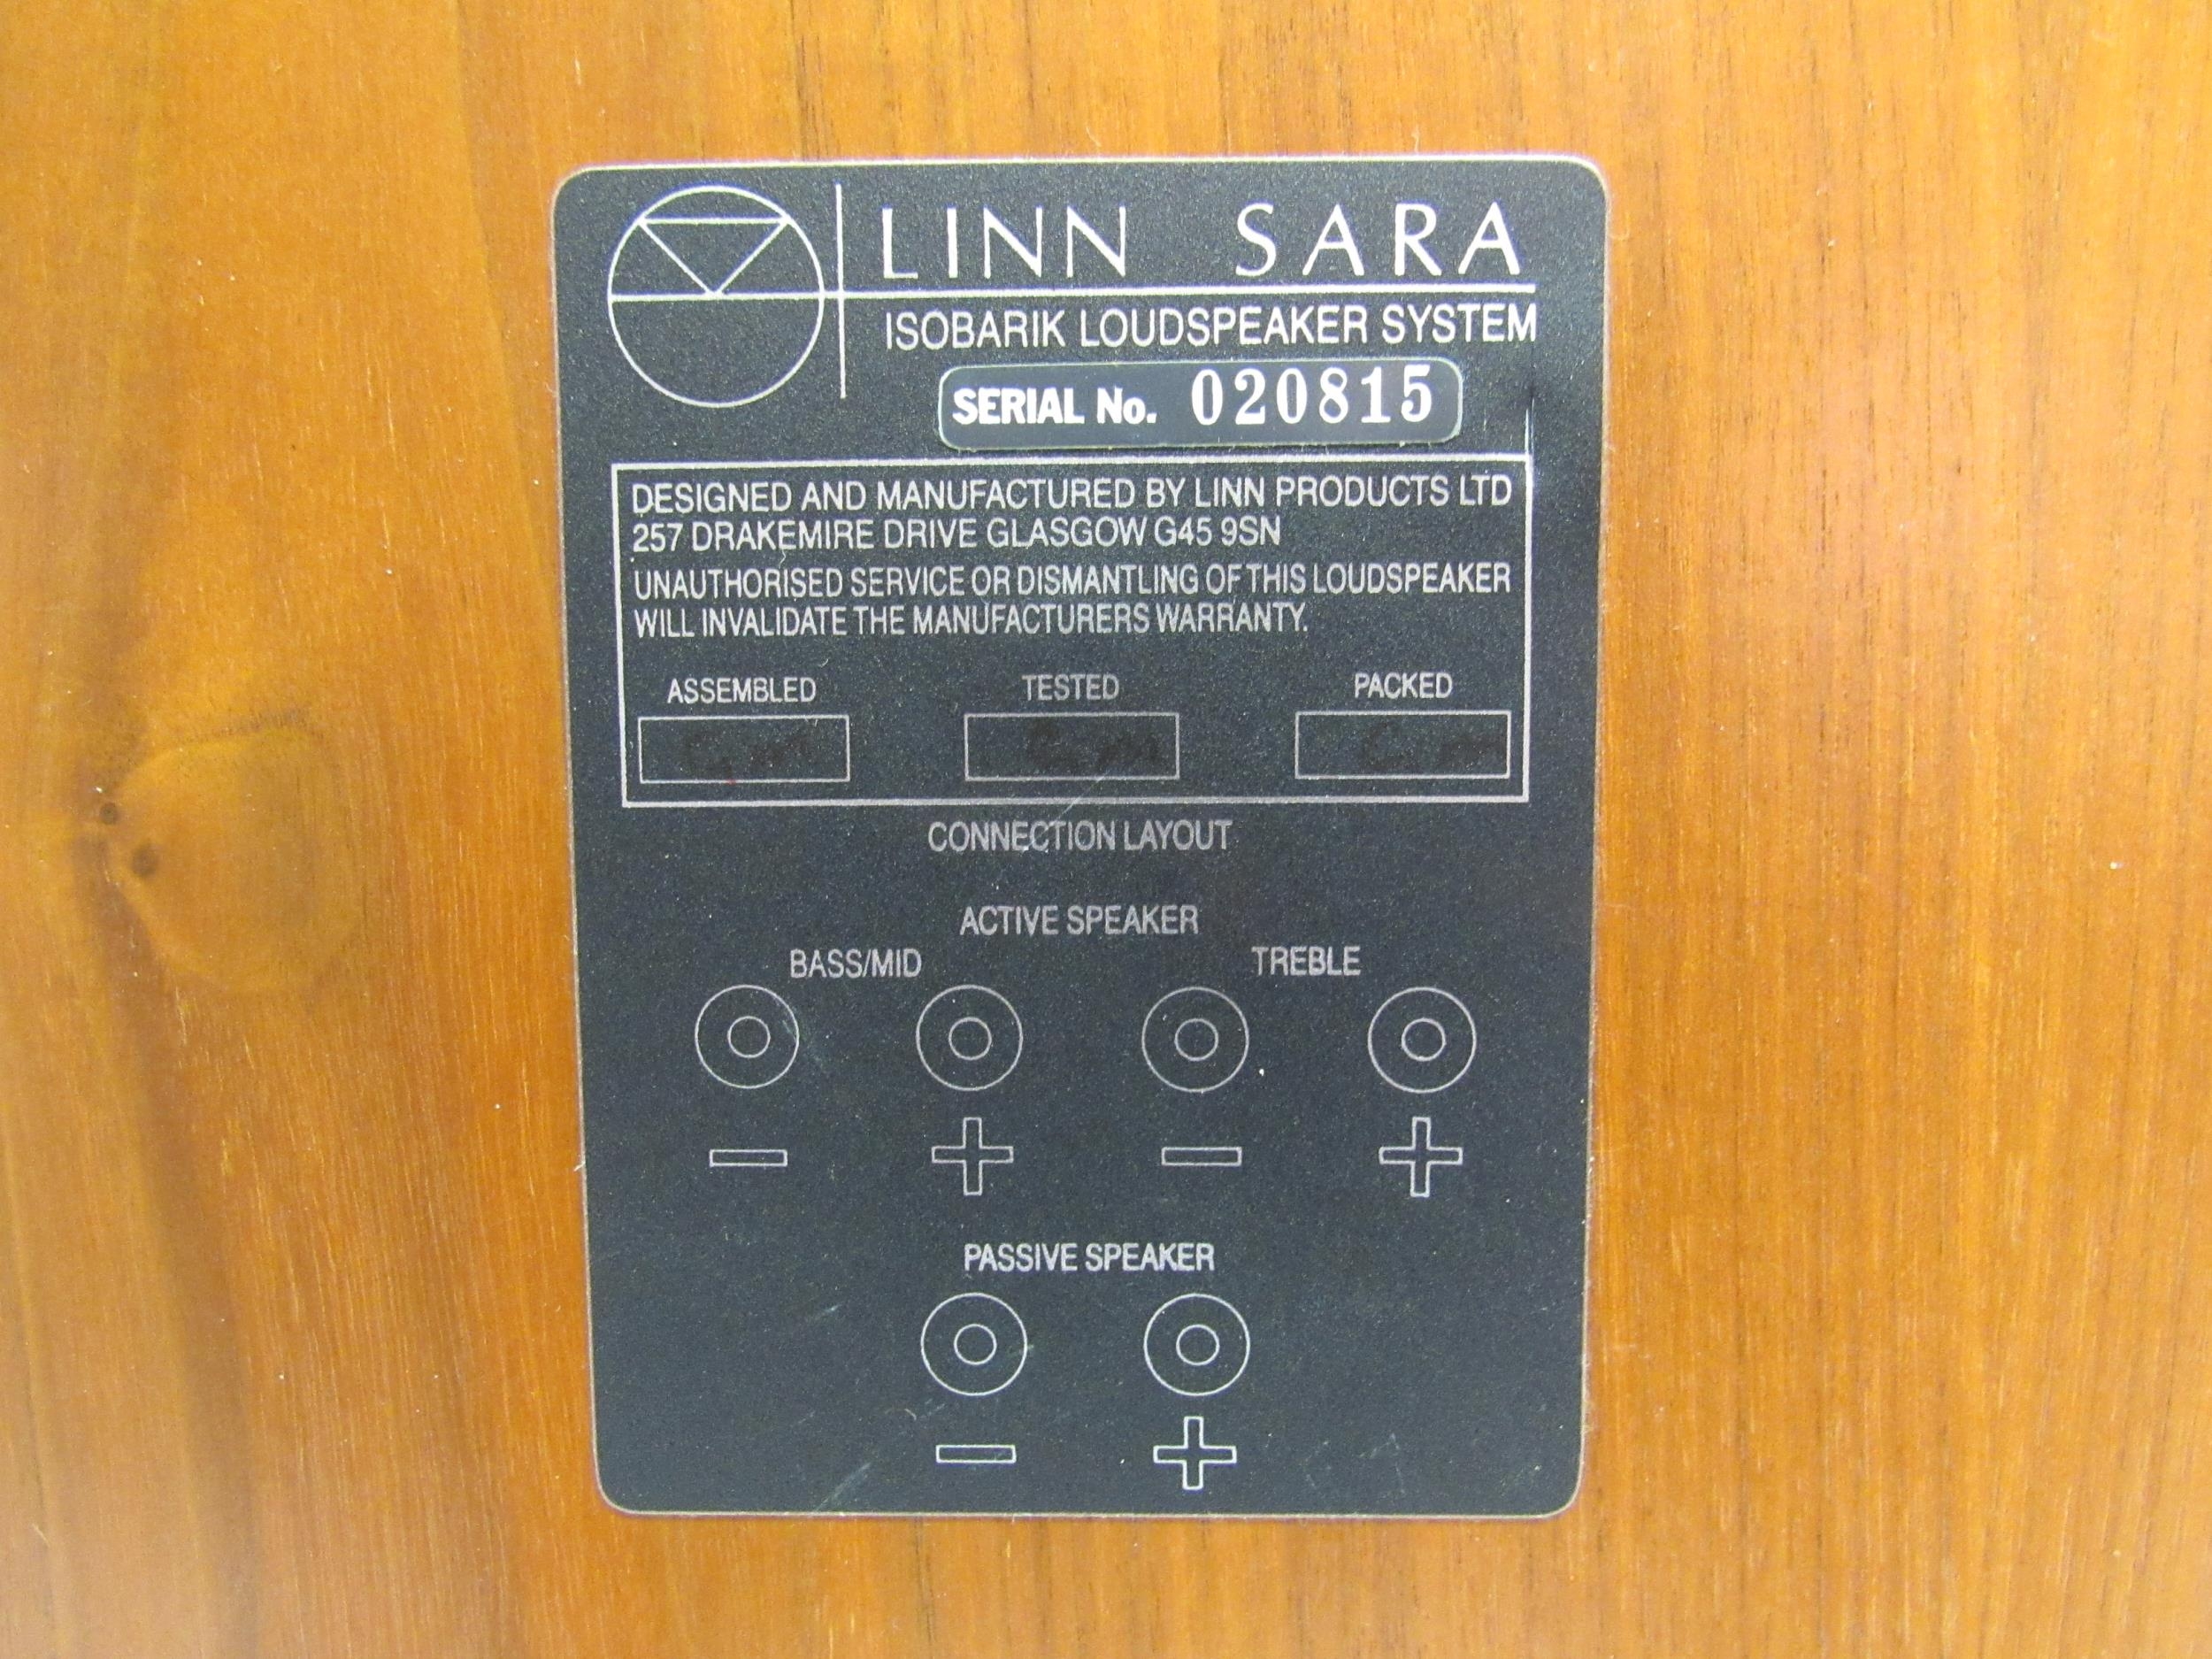 LINN SARA
ISOBARIK LOUDSPEAKER SYSTEM
SERIAL No. 020815
DESIGNED AND MANUFACTURED BY LINN PRODUCTS LTD
257 DRAKEMIRE DRIVE GLASGOW G45 9SN
UNAUTHORISED SERVICE OR DISMANTLING OF THIS LOUDSPEAKER
WILL INVALIDATE THE MANUFACTURERS WARRANTY.
ASSEMBLED TESTED PACKED
CONNECTION LAYOUT
ACTIVE SPEAKER
BASS/MID TREBLE
− + − +
PASSIVE SPEAKER
− +